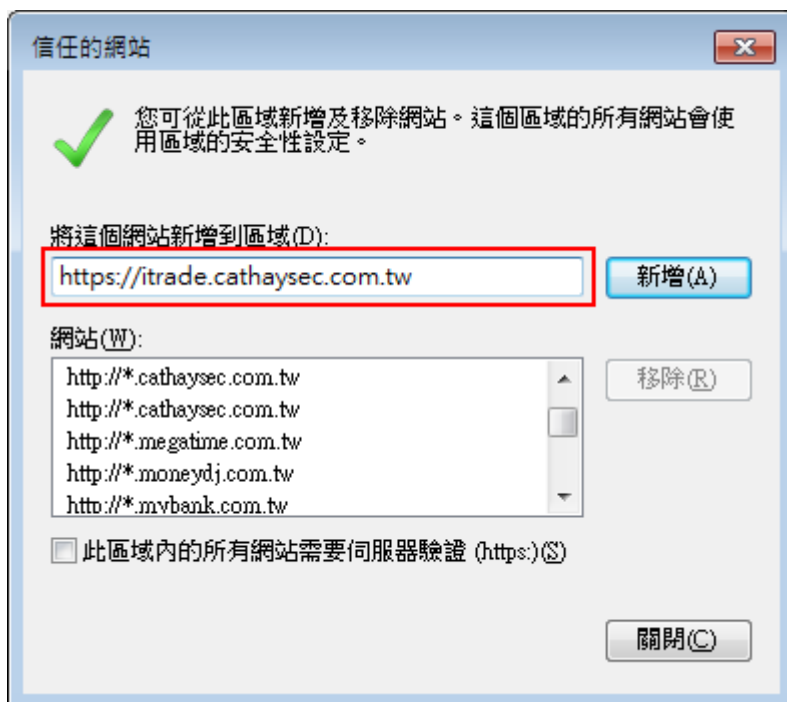 信任的網站
您可從此區域新增及移除網站。這個區域的所有網站會使
用區域的安全性設定。
將這個網站新增到區域(D):
https://itrade.cathaysec.com.tw
新增(A)
網站(W):
http://*.cathaysec.com.tw
http://*.cathaysec.com.tw
http://*.megatime.com.tw
http://*.moneydj.com.tw
http://*.mybank.com.tw
移除(R)
此區域內的所有網站需要伺服器驗證 (https:)(S)
關閉(C)